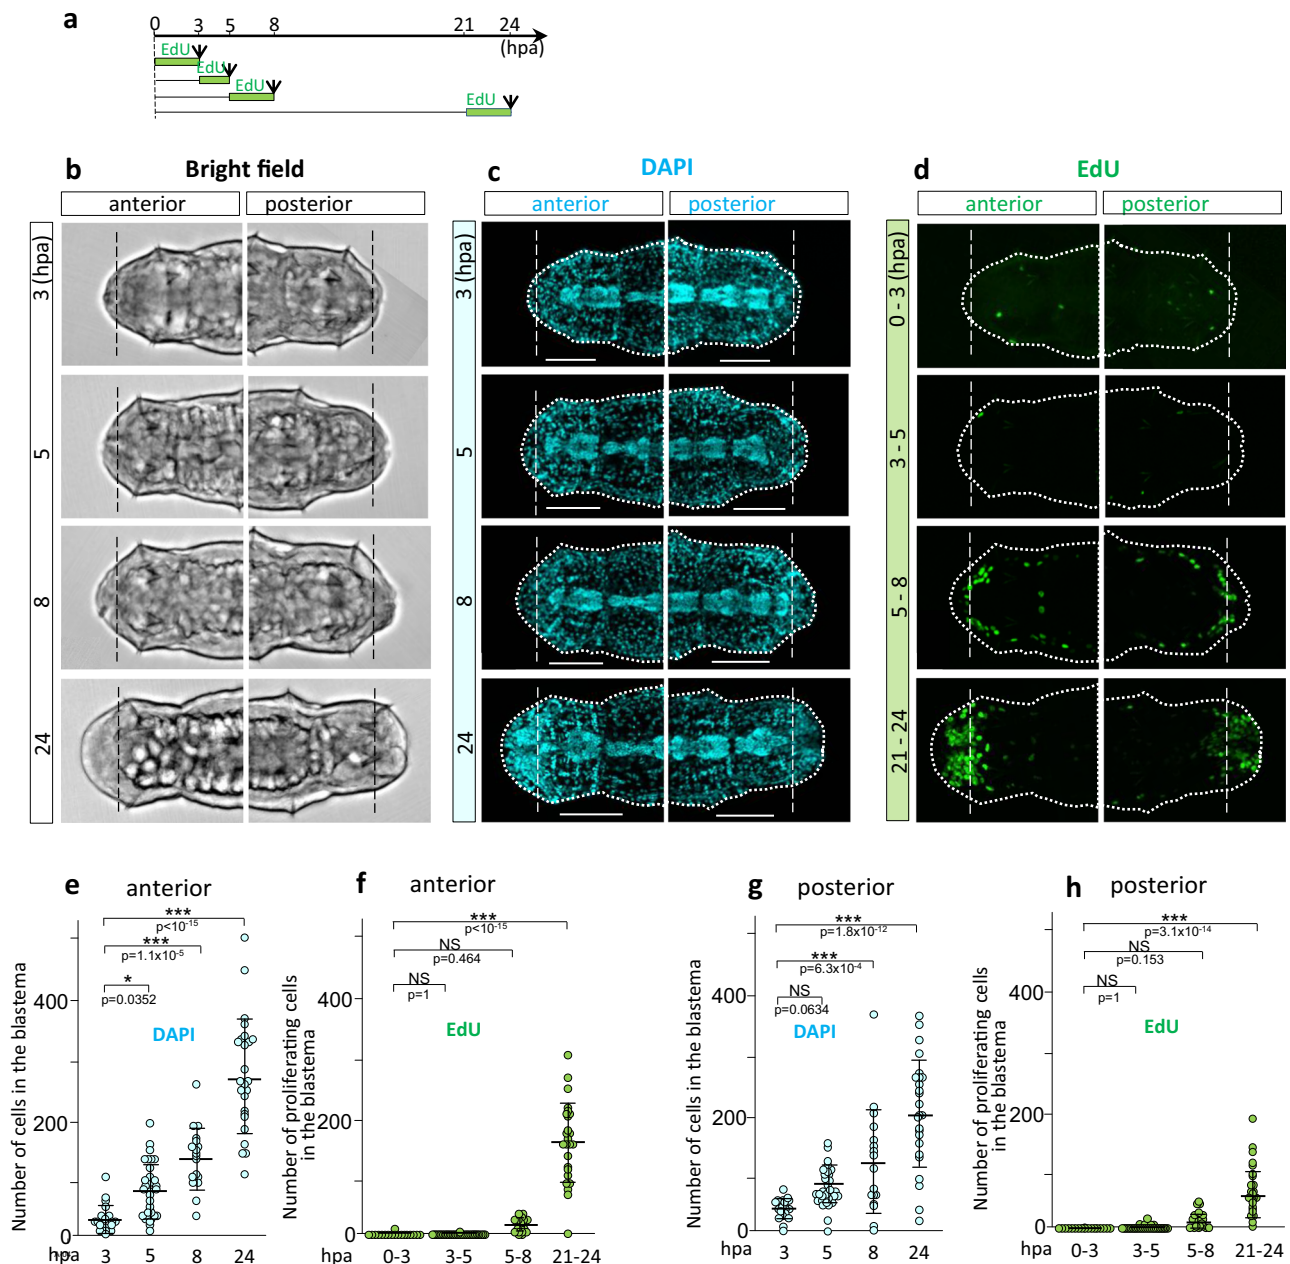 a
0 3 5 8 21 24
(hpa)
EdU
EdU
EdU
EdU
b Bright field
anterior posterior
3 (hpa)
5
8
24
c DAPI
anterior posterior
3 (hpa)
5
8
24
d EdU
anterior posterior
0 - 3 (hpa)
3 - 5
5 - 8
21 - 24
e anterior
Number of cells in the blastema
***
p<10-15
***
p=1.1x10-5
*
p=0.0352
DAPI
400
200
0
hpa 3 5 8 24
f anterior
Number of proliferating cells
in the blastema
***
p<10-15
NS
p=0.464
NS
p=1
EdU
400
200
0
0-3 3-5 5-8 21-24
g posterior
Number of cells in the blastema
***
p=1.8x10-12
***
p=6.3x10-4
NS
p=0.0634
DAPI
400
200
0
hpa 3 5 8 24
h posterior
Number of proliferating cells
in the blastema
***
p=3.1x10-14
NS
p=0.153
NS
p=1
EdU
400
200
0
0-3 3-5 5-8 21-24